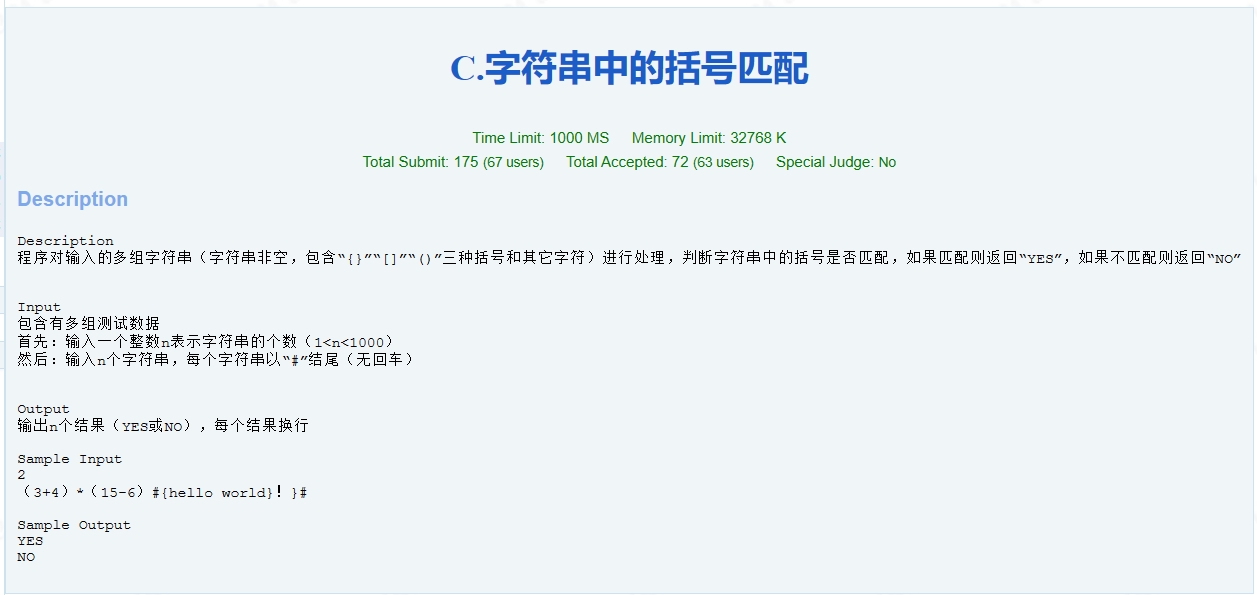 C.字符串中的括号匹配
Time Limit: 1000 MS Memory Limit: 32768 K
Total Submit: 175 (67 users) Total Accepted: 72 (63 users) Special Judge: No
Description
Description
程序对输入的多组字符串（字符串非空，包含“{}”“[]”“()”三种括号和其它字符）进行处理，判断字符串中的括号是否匹配，如果匹配则返回“YES”，如果不匹配则返回“NO”
Input
包含有多组测试数据
首先：输入一个整数n表示字符串的个数（1<n<1000）
然后：输入n个字符串，每个字符串以“#”结尾（无回车）
Output
输出n个结果（YES或NO），每个结果换行
Sample Input
2
（3+4）*（15-6）#{hello world}！}#
Sample Output
YES
NO